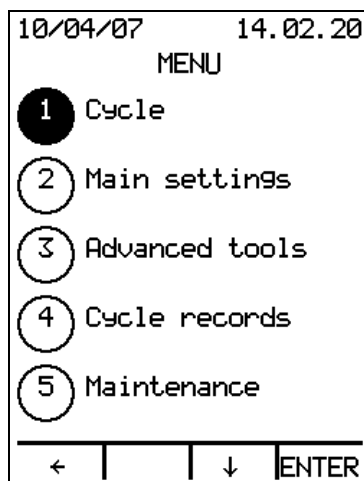 10/04/07 14.02.20
MENU
1 Cycle
2 Main settings
3 Advanced tools
4 Cycle records
5 Maintenance
← ↓ ENTER